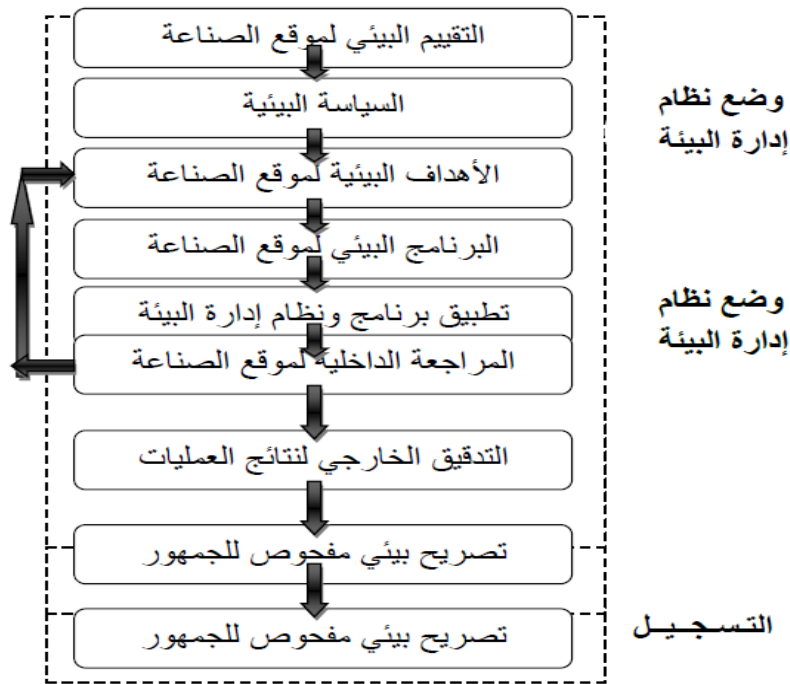 التقييم البيئي لموقع الصناعة
السياسة البيئية
وضع نظام
إدارة البيئة
الأهداف البيئية لموقع الصناعة
البرنامج البيئي لموقع الصناعة
تطبيق برنامج ونظام إدارة البيئة
وضع نظام
إدارة البيئة
المراجعة الداخلية لموقع الصناعة
التدقيق الخارجي لنتائج العمليات
تصريح بيئي مفحوص للجمهور
تصريح بيئي مفحوص للجمهور
التسجيل